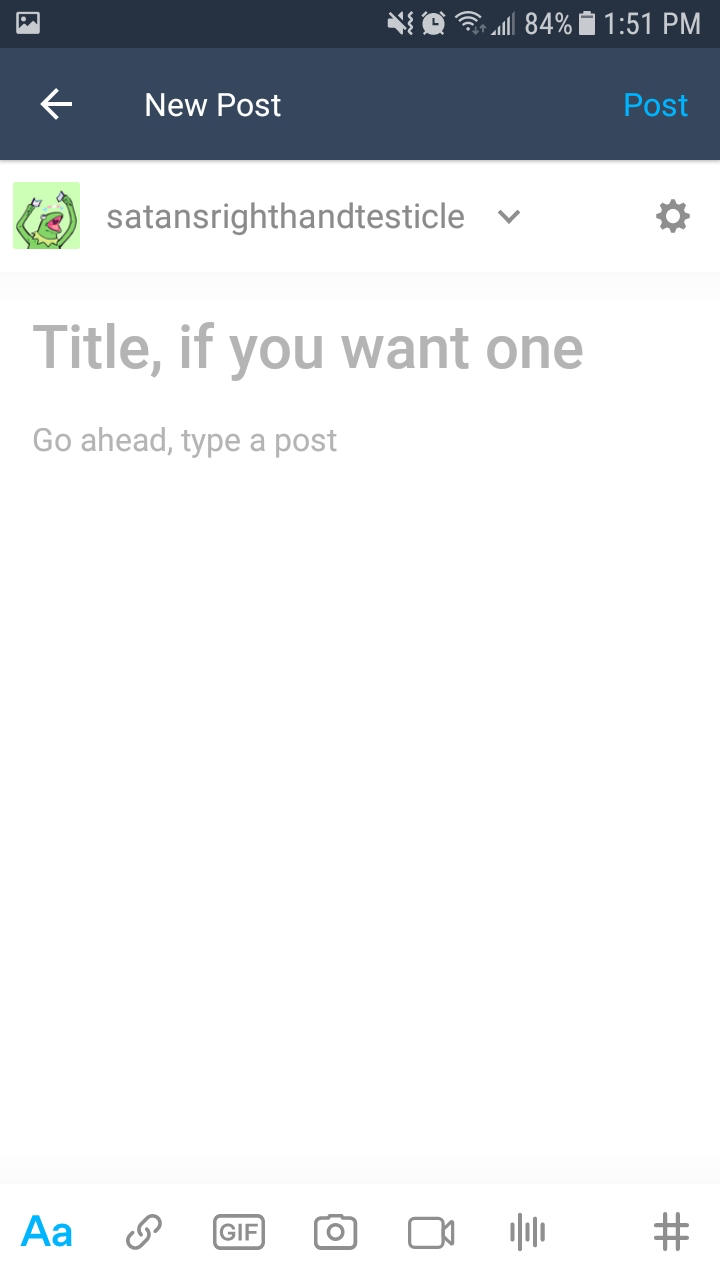 84% 1:51 PM
New Post Post
satansrighthandtesticle
Title, if you want one
Go ahead, type a post
Aa GIF #